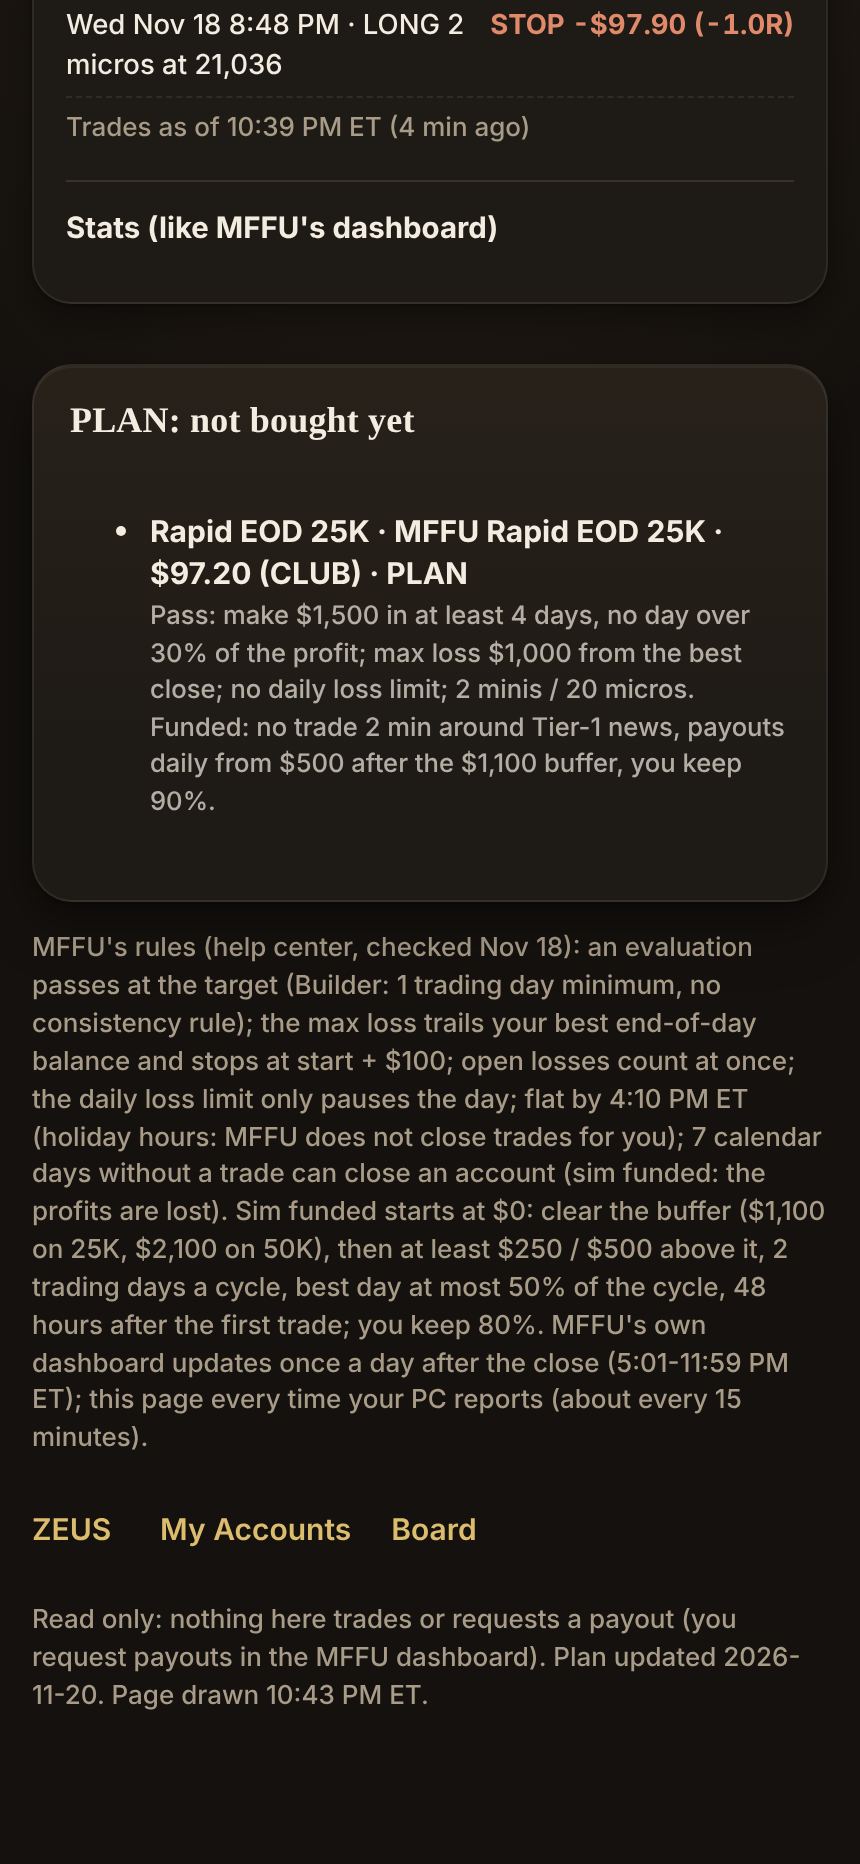 Wed Nov 18 8:48 PM · LONG 2 STOP -$97.90 (-1.0R)
micros at 21,036
Trades as of 10:39 PM ET (4 min ago)
Stats (like MFFU's dashboard)
PLAN: not bought yet
• Rapid EOD 25K · MFFU Rapid EOD 25K ·
$97.20 (CLUB) · PLAN
Pass: make $1,500 in at least 4 days, no day over
30% of the profit; max loss $1,000 from the best
close; no daily loss limit; 2 minis / 20 micros.
Funded: no trade 2 min around Tier-1 news, payouts
daily from $500 after the $1,100 buffer, you keep
90%.
MFFU's rules (help center, checked Nov 18): an evaluation
passes at the target (Builder: 1 trading day minimum, no
consistency rule); the max loss trails your best end-of-day
balance and stops at start + $100; open losses count at once;
the daily loss limit only pauses the day; flat by 4:10 PM ET
(holiday hours: MFFU does not close trades for you); 7 calendar
days without a trade can close an account (sim funded: the
profits are lost). Sim funded starts at $0: clear the buffer ($1,100
on 25K, $2,100 on 50K), then at least $250 / $500 above it, 2
trading days a cycle, best day at most 50% of the cycle, 48
hours after the first trade; you keep 80%. MFFU's own
dashboard updates once a day after the close (5:01-11:59 PM
ET); this page every time your PC reports (about every 15
minutes).
ZEUS My Accounts Board
Read only: nothing here trades or requests a payout (you
request payouts in the MFFU dashboard). Plan updated 2026-
11-20. Page drawn 10:43 PM ET.